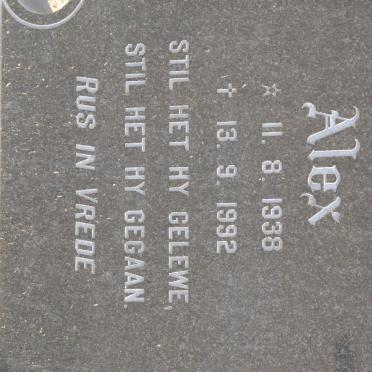 Alex
☆ 11. 8. 1938
† 13. 9. 1992
STIL HET HY GELEWE,
STIL HET HY GEGAAN.
RUS IN VREDE